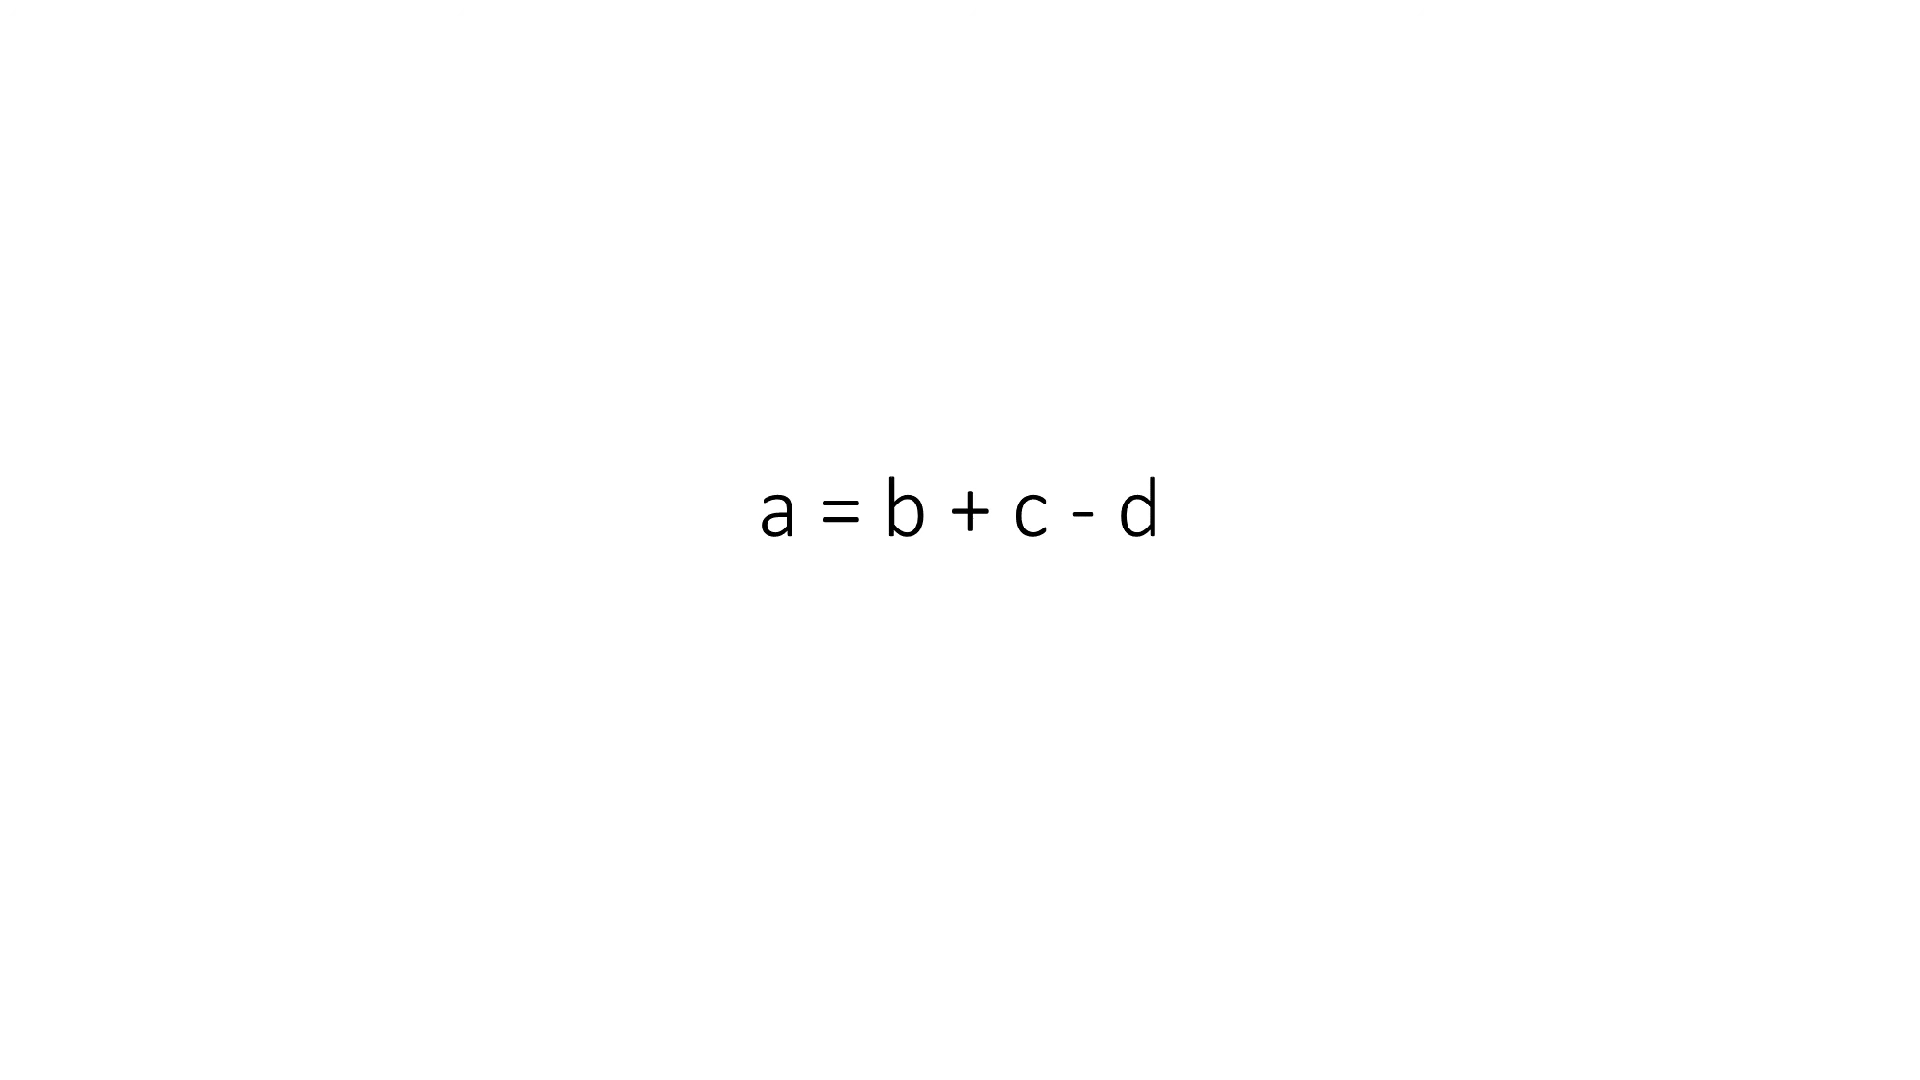 a = b + c - d